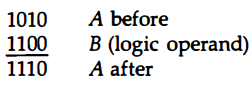 1010 A before
1100 B (logic operand)
1110 A after